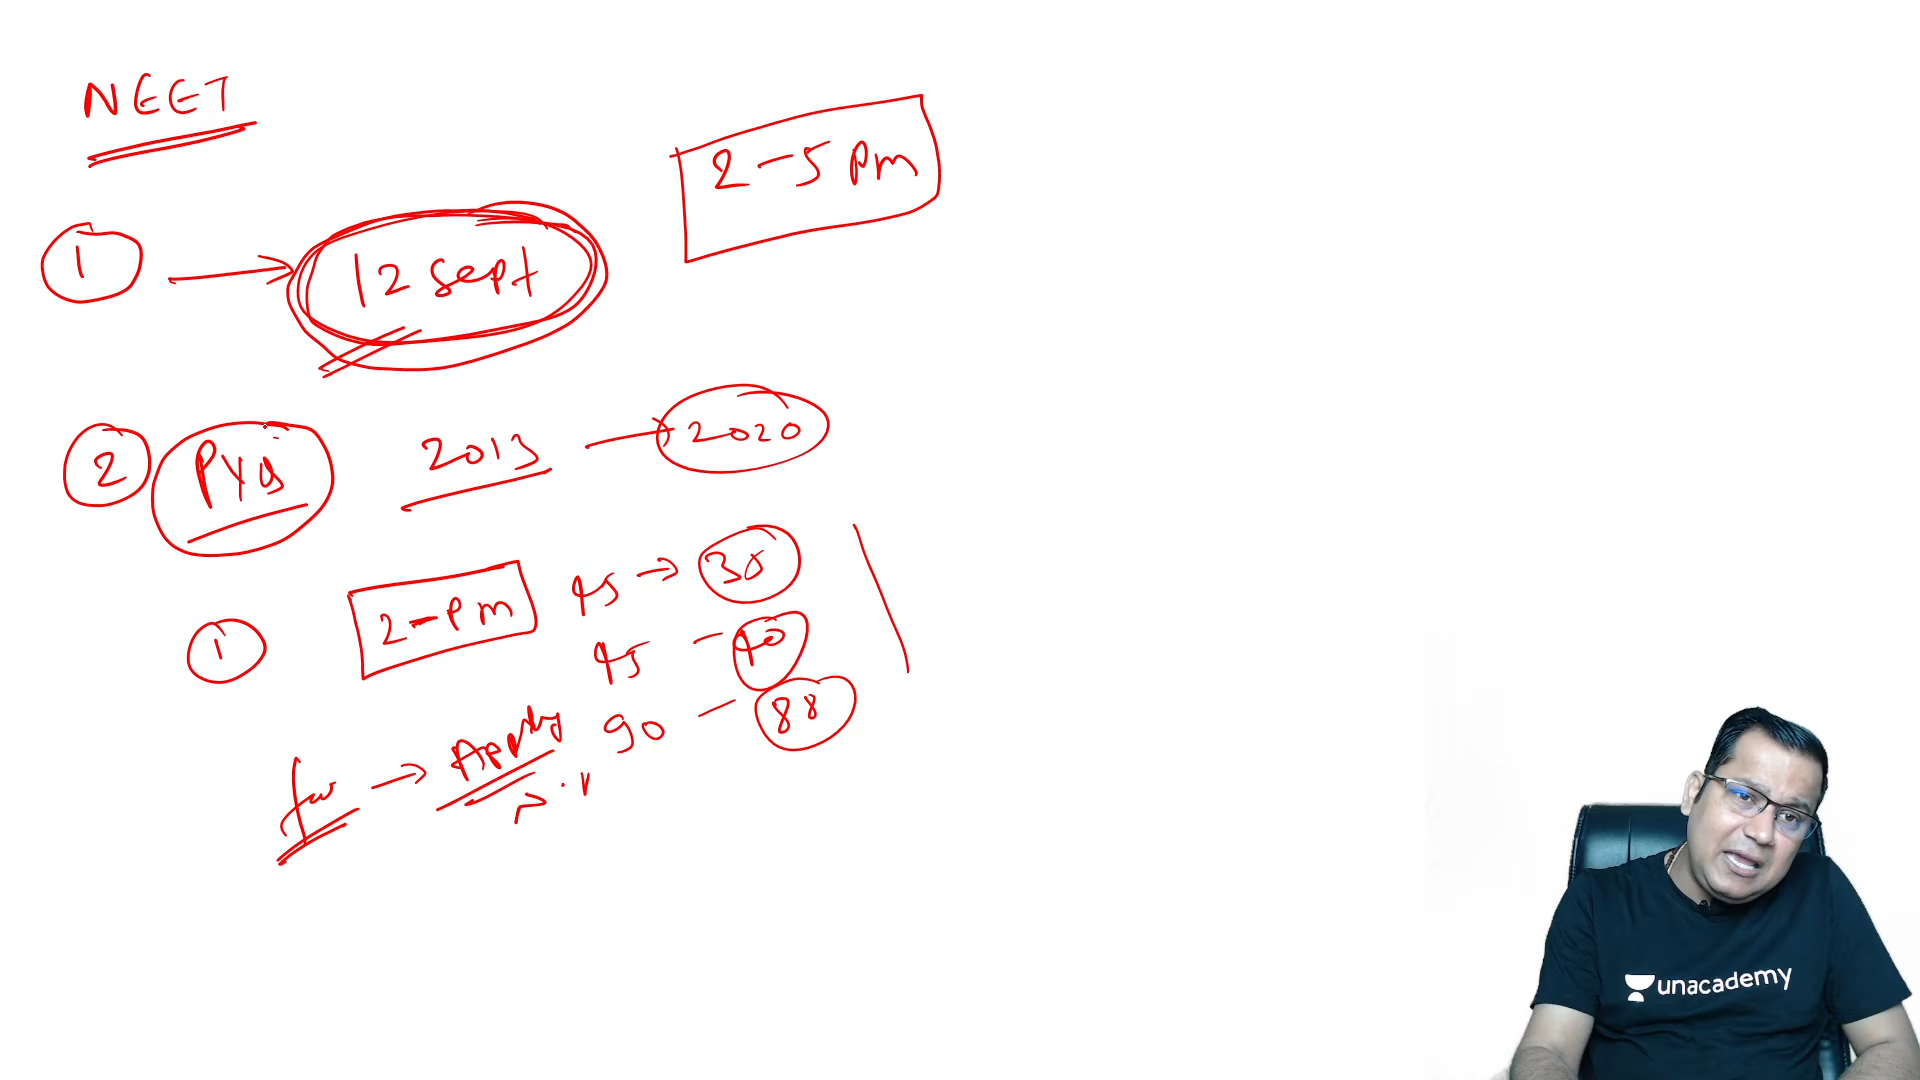 NEET
2-5 Pm
1 → 12 Sept
2 PYQ 2013 → 2020
1 2-Pm 45 → 30
45 - 40
90 - 88
unacademy